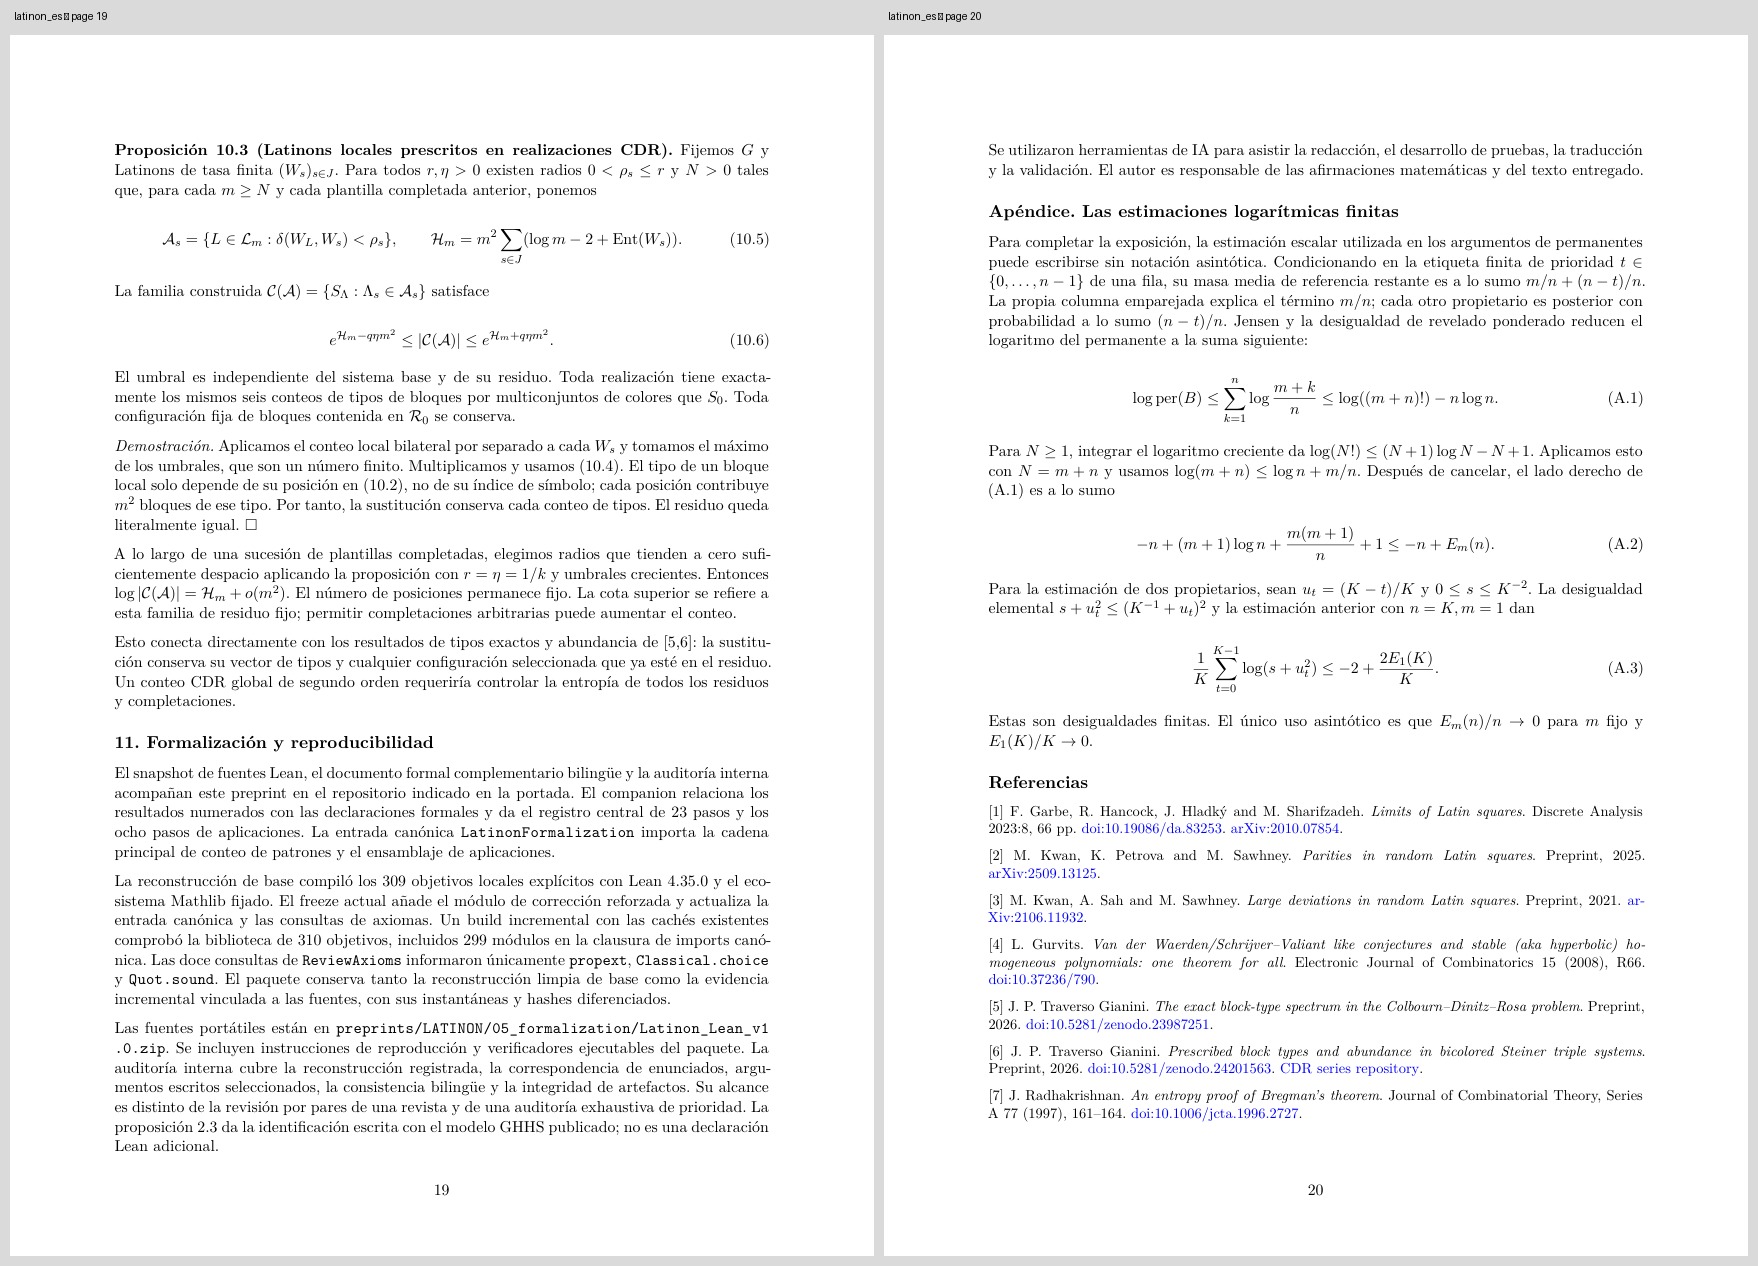 latinon_es▯page 19
Proposición 10.3 (Latinons locales prescritos en realizaciones CDR). Fijemos G y
Latinons de tasa finita (W_s)_{s∈J}. Para todos r, η > 0 existen radios 0 < ρ_s ≤ r y N > 0 tales
que, para cada m ≥ N y cada plantilla completada anterior, ponemos
𝒜_s = {L ∈ ℒ_m : δ(W_L, W_s) < ρ_s},  ℋ_m = m² ∑_{s∈J} (log m − 2 + Ent(W_s)).  (10.5)
La familia construida 𝒞(𝒜) = {S_Λ : Λ_s ∈ 𝒜_s} satisface
e^{ℋ_m−qηm²} ≤ |𝒞(𝒜)| ≤ e^{ℋ_m+qηm²}.  (10.6)
El umbral es independiente del sistema base y de su residuo. Toda realización tiene exacta-
mente los mismos seis conteos de tipos de bloques por multiconjuntos de colores que S_0. Toda
configuración fija de bloques contenida en ℛ_0 se conserva.
Demostración. Aplicamos el conteo local bilateral por separado a cada W_s y tomamos el máximo
de los umbrales, que son un número finito. Multiplicamos y usamos (10.4). El tipo de un bloque
local solo depende de su posición en (10.2), no de su índice de símbolo; cada posición contribuye
m² bloques de ese tipo. Por tanto, la sustitución conserva cada conteo de tipos. El residuo queda
literalmente igual. □
A lo largo de una sucesión de plantillas completadas, elegimos radios que tienden a cero sufi-
cientemente despacio aplicando la proposición con r = η = 1/k y umbrales crecientes. Entonces
log |𝒞(𝒜)| = ℋ_m + o(m²). El número de posiciones permanece fijo. La cota superior se refiere a
esta familia de residuo fijo; permitir completaciones arbitrarias puede aumentar el conteo.
Esto conecta directamente con los resultados de tipos exactos y abundancia de [5,6]: la sustitu-
ción conserva su vector de tipos y cualquier configuración seleccionada que ya esté en el residuo.
Un conteo CDR global de segundo orden requeriría controlar la entropía de todos los residuos
y completaciones.
11. Formalización y reproducibilidad
El snapshot de fuentes Lean, el documento formal complementario bilingüe y la auditoría interna
acompañan este preprint en el repositorio indicado en la portada. El companion relaciona los
resultados numerados con las declaraciones formales y da el registro central de 23 pasos y los
ocho pasos de aplicaciones. La entrada canónica LatinonFormalization importa la cadena
principal de conteo de patrones y el ensamblaje de aplicaciones.
La reconstrucción de base compiló los 309 objetivos locales explícitos con Lean 4.35.0 y el eco-
sistema Mathlib fijado. El freeze actual añade el módulo de corrección reforzada y actualiza la
entrada canónica y las consultas de axiomas. Un build incremental con las cachés existentes
comprobó la biblioteca de 310 objetivos, incluidos 299 módulos en la clausura de imports canó-
nica. Las doce consultas de ReviewAxioms informaron únicamente propext, Classical.choice
y Quot.sound. El paquete conserva tanto la reconstrucción limpia de base como la evidencia
incremental vinculada a las fuentes, con sus instantáneas y hashes diferenciados.
Las fuentes portátiles están en preprints/LATINON/05_formalization/Latinon_Lean_v1
.0.zip. Se incluyen instrucciones de reproducción y verificadores ejecutables del paquete. La
auditoría interna cubre la reconstrucción registrada, la correspondencia de enunciados, argu-
mentos escritos seleccionados, la consistencia bilingüe y la integridad de artefactos. Su alcance
es distinto de la revisión por pares de una revista y de una auditoría exhaustiva de prioridad. La
proposición 2.3 da la identificación escrita con el modelo GHHS publicado; no es una declaración
Lean adicional.
19
latinon_es▯page 20
Se utilizaron herramientas de IA para asistir la redacción, el desarrollo de pruebas, la traducción
y la validación. El autor es responsable de las afirmaciones matemáticas y del texto entregado.
Apéndice. Las estimaciones logarítmicas finitas
Para completar la exposición, la estimación escalar utilizada en los argumentos de permanentes
puede escribirse sin notación asintótica. Condicionando en la etiqueta finita de prioridad t ∈
{0, . . . , n − 1} de una fila, su masa media de referencia restante es a lo sumo m/n + (n − t)/n.
La propia columna emparejada explica el término m/n; cada otro propietario es posterior con
probabilidad a lo sumo (n − t)/n. Jensen y la desigualdad de revelado ponderado reducen el
logaritmo del permanente a la suma siguiente:
log per(B) ≤ ∑_{k=1}^{n} log (m + k)/n ≤ log((m + n)!) − n log n.  (A.1)
Para N ≥ 1, integrar el logaritmo creciente da log(N!) ≤ (N + 1) log N − N + 1. Aplicamos esto
con N = m + n y usamos log(m + n) ≤ log n + m/n. Después de cancelar, el lado derecho de
(A.1) es a lo sumo
−n + (m + 1) log n + m(m + 1)/n + 1 ≤ −n + E_m(n).  (A.2)
Para la estimación de dos propietarios, sean u_t = (K − t)/K y 0 ≤ s ≤ K^{−2}. La desigualdad
elemental s + u_t² ≤ (K^{−1} + u_t)² y la estimación anterior con n = K, m = 1 dan
1/K ∑_{t=0}^{K−1} log(s + u_t²) ≤ −2 + 2E_1(K)/K.  (A.3)
Estas son desigualdades finitas. El único uso asintótico es que E_m(n)/n → 0 para m fijo y
E_1(K)/K → 0.
Referencias
[1] F. Garbe, R. Hancock, J. Hladký and M. Sharifzadeh. Limits of Latin squares. Discrete Analysis
2023:8, 66 pp. doi:10.19086/da.83253. arXiv:2010.07854.
[2] M. Kwan, K. Petrova and M. Sawhney. Parities in random Latin squares. Preprint, 2025.
arXiv:2509.13125.
[3] M. Kwan, A. Sah and M. Sawhney. Large deviations in random Latin squares. Preprint, 2021. ar-
Xiv:2106.11932.
[4] L. Gurvits. Van der Waerden/Schrijver–Valiant like conjectures and stable (aka hyperbolic) ho-
mogeneous polynomials: one theorem for all. Electronic Journal of Combinatorics 15 (2008), R66.
doi:10.37236/790.
[5] J. P. Traverso Gianini. The exact block-type spectrum in the Colbourn–Dinitz–Rosa problem. Preprint,
2026. doi:10.5281/zenodo.23987251.
[6] J. P. Traverso Gianini. Prescribed block types and abundance in bicolored Steiner triple systems.
Preprint, 2026. doi:10.5281/zenodo.24201563. CDR series repository.
[7] J. Radhakrishnan. An entropy proof of Bregman's theorem. Journal of Combinatorial Theory, Series
A 77 (1997), 161–164. doi:10.1006/jcta.1996.2727.
20